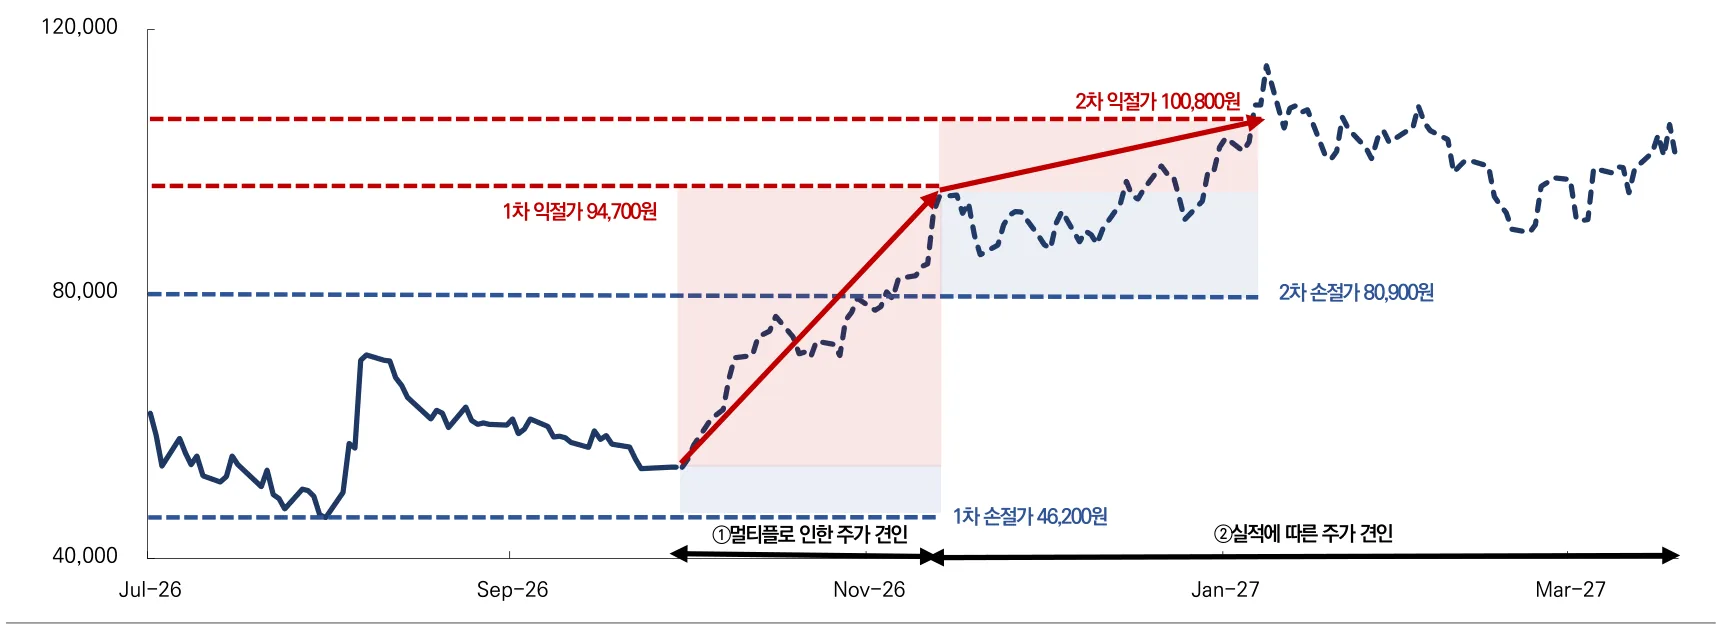 120,000
2차 익절가 100,800원
1차 익절가 94,700원
80,000
2차 손절가 80,900원
1차 손절가 46,200원
①멀티플로 인한 주가 견인
②실적에 따른 주가 견인
40,000
Jul-26
Sep-26
Nov-26
Jan-27
Mar-27